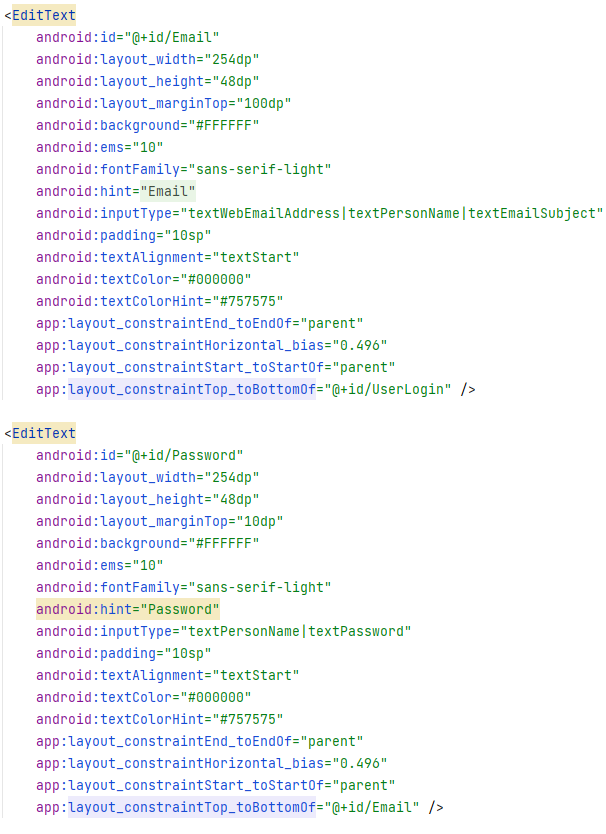 <EditText
android:id="@+id/Email"
android:layout_width="254dp"
android:layout_height="48dp"
android:layout_marginTop="100dp"
android:background="#FFFFFF"
android:ems="10"
android:fontFamily="sans-serif-light"
android:hint="Email"
android:inputType="textWebEmailAddress|textPersonName|textEmailSubject"
android:padding="10sp"
android:textAlignment="textStart"
android:textColor="#000000"
android:textColorHint="#757575"
app:layout_constraintEnd_toEndOf="parent"
app:layout_constraintHorizontal_bias="0.496"
app:layout_constraintStart_toStartOf="parent"
app:layout_constraintTop_toBottomOf="@+id/UserLogin" />
<EditText
android:id="@+id/Password"
android:layout_width="254dp"
android:layout_height="48dp"
android:layout_marginTop="10dp"
android:background="#FFFFFF"
android:ems="10"
android:fontFamily="sans-serif-light"
android:hint="Password"
android:inputType="textPersonName|textPassword"
android:padding="10sp"
android:textAlignment="textStart"
android:textColor="#000000"
android:textColorHint="#757575"
app:layout_constraintEnd_toEndOf="parent"
app:layout_constraintHorizontal_bias="0.496"
app:layout_constraintStart_toStartOf="parent"
app:layout_constraintTop_toBottomOf="@+id/Email" />